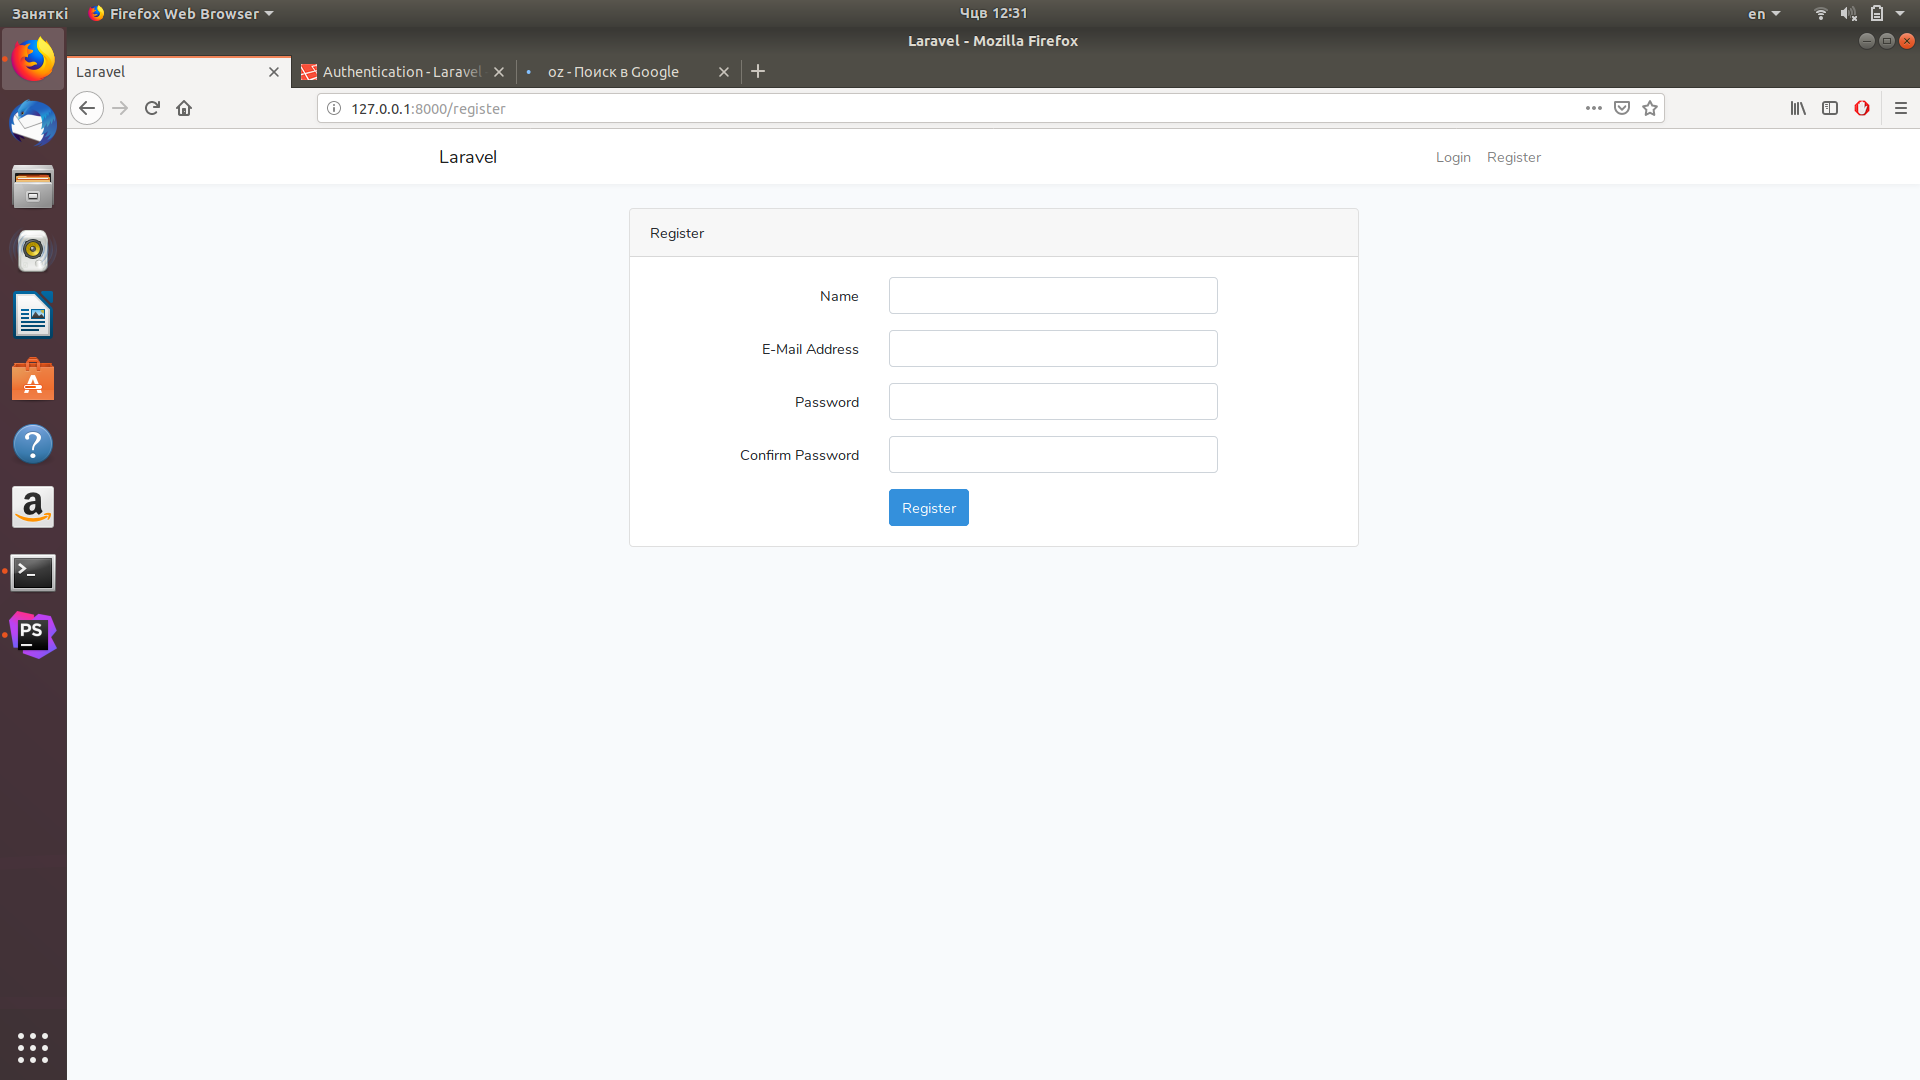 Заняткі Firefox Web Browser Чцв 12:31 en
Laravel - Mozilla Firefox
Laravel Authentication - Laravel oz - Поиск в Google
127.0.0.1:8000/register
Laravel Login Register
Register
Name
E-Mail Address
Password
Confirm Password
Register
PS